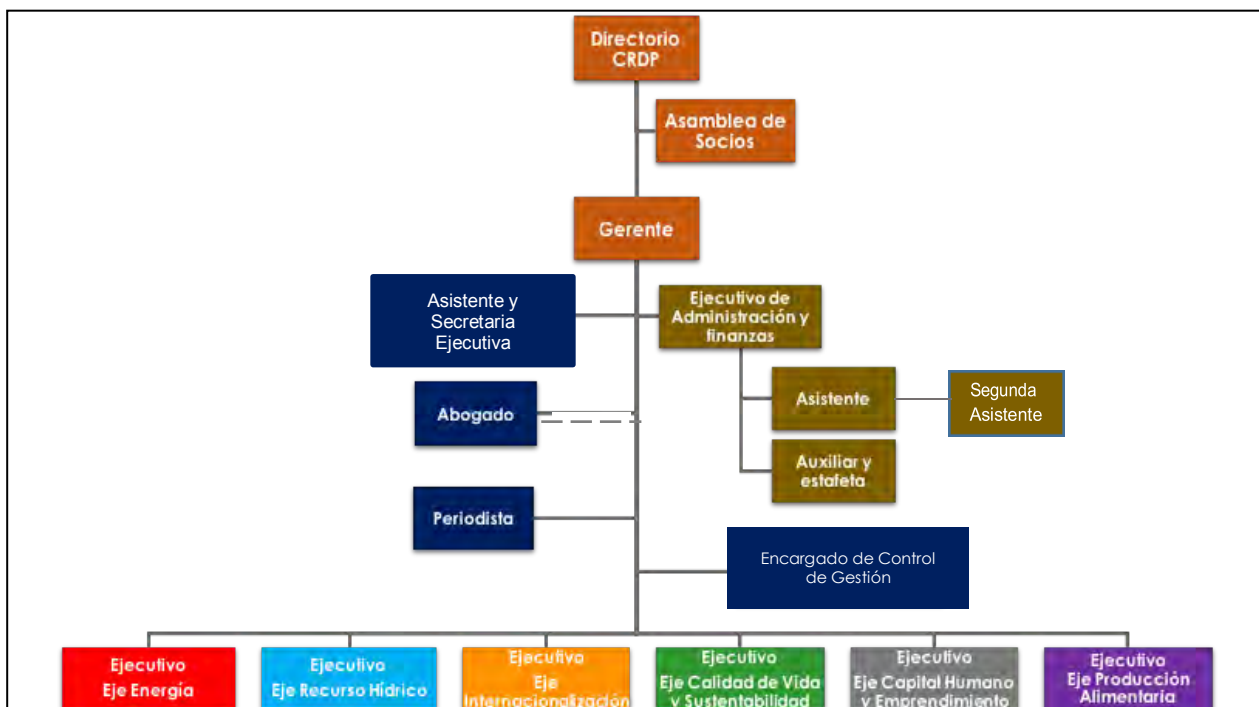 Directorio
CRDP
Asamblea de
Socios
Gerente
Asistente y
Secretaria
Ejecutiva
Ejecutivo de
Administración y
finanzas
Abogado
Asistente
Segunda
Asistente
Auxiliar y
estafeta
Periodista
Encargado de Control
de Gestión
Ejecutivo
Eje Energía
Ejecutivo
Eje Recurso Hídrico
Ejecutivo
Eje
Internacionalización
Ejecutivo
Eje Calidad de Vida
y Sustentabilidad
Ejecutivo
Eje Capital Humano
y Emprendimiento
Ejecutivo
Eje Producción
Alimentaria